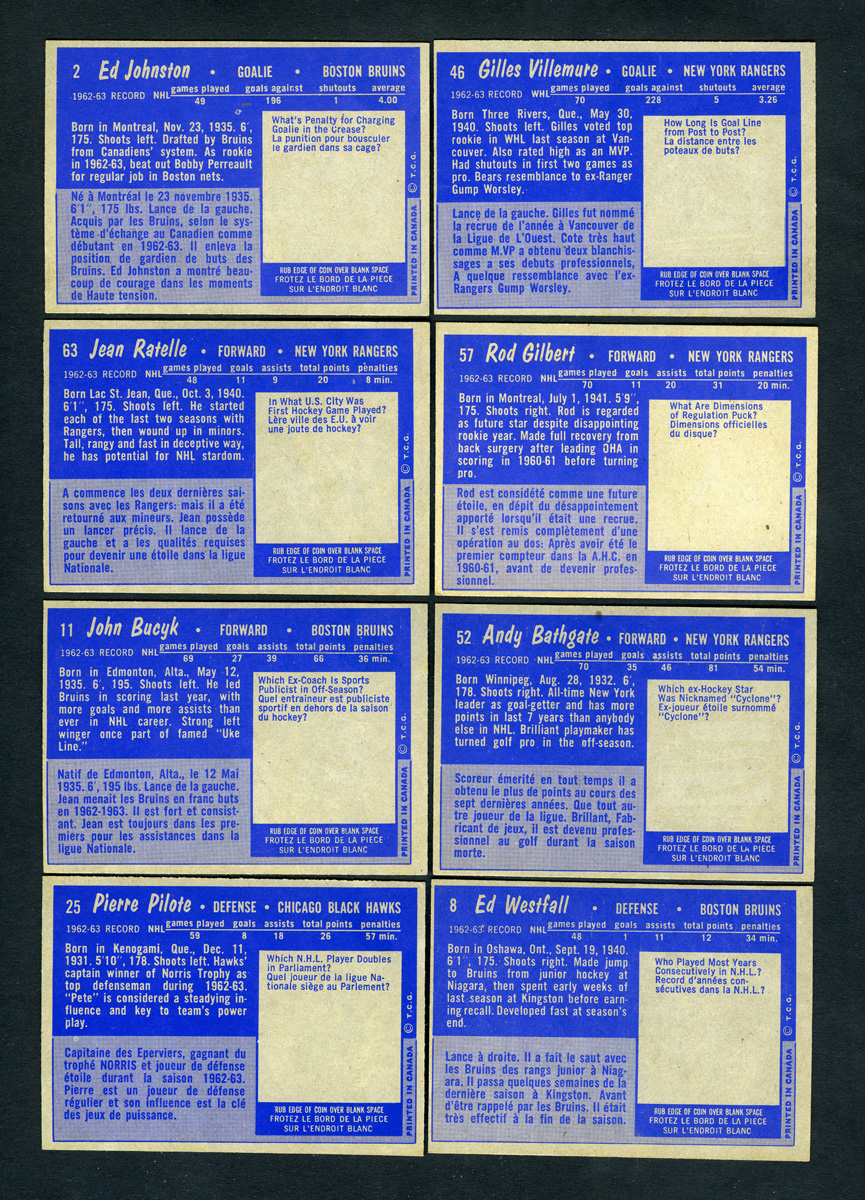 2 Ed Johnston • GOALIE • BOSTON BRUINS
games played goals against shutouts average
1962-63 RECORD NHL 49 196 1 4.00
Born in Montreal, Nov. 23, 1935. 6′,
175. Shoots left. Drafted by Bruins
from Canadiens' system. As rookie
in 1962-63, beat out Bobby Perreault
for regular job in Boston nets.
Né à Montréal le 23 novembre 1935.
6′1″, 175 lbs. Lance de la gauche.
Acquis par les Bruins, selon le sys-
tème-d'échange au Canadien comme
débutant en 1962-63. Il enleva la
position de gardien de buts des
Bruins. Ed Johnston a montré beau-
coup de courage dans les moments
de Haute tension.
What's Penalty for Charging
Goalie in the Crease?
La punition pour bousculer
le gardien dans sa cage?
RUB EDGE OF COIN OVER BLANK SPACE
FROTEZ LE BORD DE LA PIECE
SUR L'ENDROIT BLANC
PRINTED IN CANADA © T.C.G.
46 Gilles Villemure • GOALIE • NEW YORK RANGERS
games played goals against shutouts average
1962-63 RECORD WHL 70 228 5 3.26
Born Three Rivers, Que., May 30,
1940. Shoots left. Gilles voted top
rookie in WHL last season at Van-
couver. Also rated high as an MVP.
Had shutouts in first two games as
pro. Bears resemblance to ex-Ranger
Gump Worsley.
Lance de la gauche. Gilles fut nommé
la recrue de l'année à Vancouver de
la Ligue de L'Ouest. Cote très haut
comme M.VP a obtenu deux blanchis-
sages a ses debuts professionnels,
A quelque ressemblance avec l'ex-
Rangers Gump Worsley.
How Long Is Goal Line
from Post to Post?
La distance entre les
poteaux de buts?
RUB EDGE OF COIN OVER BLANK SPACE
FROTEZ LE BORD DE LA PIECE
SUR L'ENDROIT BLANC
PRINTED IN CANADA © T.C.G.
63 Jean Ratelle • FORWARD • NEW YORK RANGERS
games played goals assists total points penalties
1962-63 RECORD NHL 48 11 9 20 8 min.
Born Lac St. Jean, Que., Oct. 3, 1940.
6′1″, 175. Shoots left. He started
each of the last two seasons with
Rangers, then wound up in minors.
Tall, rangy and fast in deceptive way,
he has potential for NHL stardom.
A commence les deux dernières sai-
sons avec les Rangers: mais il a été
retourné aux mineurs. Jean possède
un lancer précis. Il lance de la
gauche et a les qualités requises
pour devenir une étoile dans la ligue
Nationale.
In What U.S. City Was
First Hockey Game Played?
Lère ville des E.U. à voir
une joute de hockey?
RUB EDGE OF COIN OVER BLANK SPACE
FROTEZ LE BORD DE LA PIECE
SUR L'ENDROIT BLANC
PRINTED IN CANADA © T.C.G.
57 Rod Gilbert • FORWARD • NEW YORK RANGERS
games played goals assists total points penalties
1962-63 RECORD NHL 70 11 20 31 20 min.
Born in Montreal, July 1, 1941. 5′9″,
175. Shoots right. Rod is regarded
as future star despite disappointing
rookie year. Made full recovery from
back surgery after leading OHA in
scoring in 1960-61 before turning
pro.
Rod est considété comme une future
étoile, en dépit du désappointement
apporté lorsqu'il était une recrue.
Il s'est remis complètement d'une
opération au dos: Après avoir été le
premier compteur dans la A.H.C. en
1960-61, avant de devenir profes-
sionnel.
What Are Dimensions
of Regulation Puck?
Dimensions officielles
du disque?
RUB EDGE OF COIN OVER BLANK SPACE
FROTEZ LE BORD DE LA PIECE
SUR L'ENDROIT BLANC
PRINTED IN CANADA © T.C.G.
11 John Bucyk • FORWARD • BOSTON BRUINS
games played goals assists total points penalties
1962-63 RECORD NHL 69 27 39 66 36 min.
Born in Edmonton, Alta., May 12,
1935. 6′, 195. Shoots left. He led
Bruins in scoring last year, with
more goals and more assists than
ever in NHL career. Strong left
winger once part of famed "Uke
Line."
Natif de Edmonton, Alta., le 12 Mai
1935. 6′, 195 lbs. Lance de la gauche.
Jean menait les Bruins en franc buts
en 1962-1963. Il est fort et consist-
ant. Jean est toujours dans les pre-
miers pour les assistances dans la
ligue Nationale.
Which Ex-Coach Is Sports
Publicist in Off-Season?
Quel entraineur est publiciste
sportif en dehors de la saison
du hockey?
RUB EDGE OF COIN OVER BLANK SPACE
FROTEZ LE BORD DE LA PIECE
SUR L'ENDROIT BLANC
PRINTED IN CANADA © T.C.G.
52 Andy Bathgate • FORWARD • NEW YORK RANGERS
games played goals assists total points penalties
1962-63 RECORD NHL 70 35 46 81 54 min.
Born Winnipeg, Aug. 28, 1932. 6′,
178. Shoots right. All-time New York
leader as goal-getter and has more
points in last 7 years than anybody
else in NHL. Brilliant playmaker has
turned golf pro in the off-season.
Scoreur émérité en tout temps il a
obtenu le plus de points au cours des
sept dernières années. Que tout au-
tre joueur de la ligue. Brillant, Fab-
ricant de jeux, il est devenu profes-
sionnel au golf durant la saison
morte.
Which ex-Hockey Star
Was Nicknamed "Cyclone"?
Ex-joueur étoile surnommé
"Cyclone"?
RUB EDGE OF COIN OVER BLANK SPACE
FROTEZ LE BORD DE LA PIECE
SUR L'ENDROIT BLANC
PRINTED IN CANADA © T.C.G.
25 Pierre Pilote • DEFENSE • CHICAGO BLACK HAWKS
games played goals assists total points penalties
1962-63 RECORD NHL 59 8 18 26 57 min.
Born in Kenogami, Que., Dec. 11,
1931. 5′10″, 178. Shoots left. Hawks'
captain winner of Norris Trophy as
top defenseman during 1962-63.
"Pete" is considered a steadying in-
fluence and key to team's power
play.
Capitaine des Eperviers, gagnant du
trophé NORRIS et joueur de défense
étoile durant la saison 1962-63.
Pierre est un joueur de défense
régulier et son influence est la clé
des jeux de puissance.
Which N.H.L. Player Doubles
in Parliament?
Quel joueur de la ligue Na-
tionale siège au Parlement?
RUB EDGE OF COIN OVER BLANK SPACE
FROTEZ LE BORD DE LA PIECE
SUR L'ENDROIT BLANC
PRINTED IN CANADA © T.C.G.
8 Ed Westfall • DEFENSE • BOSTON BRUINS
games played goals assists total points penalties
1962-63 RECORD NHL 48 1 11 12 34 min.
Born in Oshawa, Ont., Sept. 19, 1940.
6′1″, 175. Shoots right. Made jump
to Bruins from junior hockey at
Niagara, then spent early weeks of
last season at Kingston before earn-
ing recall. Developed fast at season's
end.
Lance à droite. Il a fait le saut avec
les Bruins des rangs junior à Niag-
ara. Il passa quelques semaines de la
dernière saison à Kingston. Avant
d'être rappelé par les Bruins. Il était
très effectif à la fin de la saison.
Who Played Most Years
Consecutively in N.H.L.?
Record d'années con-
sécutives dans la N.H.L.?
RUB EDGE OF COIN OVER BLANK SPACE
FROTEZ LE BORD DE LA PIECE
SUR L'ENDROIT BLANC
PRINTED IN CANADA © T.C.G.